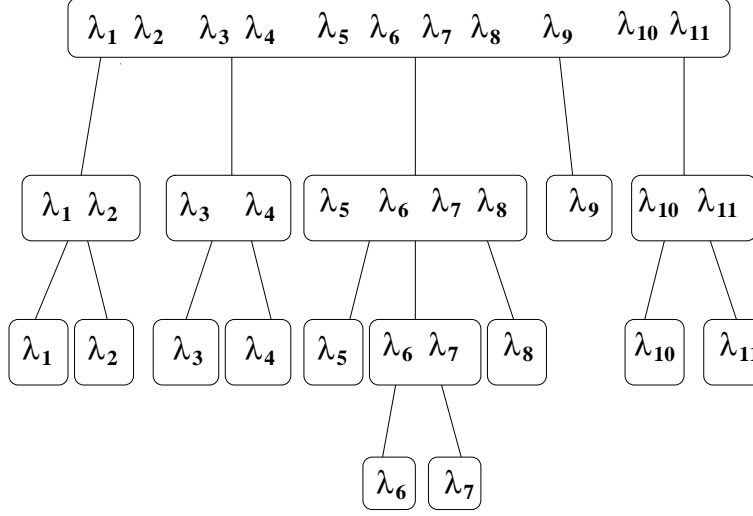 λ₁ λ₂ λ₃ λ₄ λ₅ λ₆ λ₇ λ₈ λ₉ λ₁₀ λ₁₁
λ₁ λ₂ λ₃ λ₄ λ₅ λ₆ λ₇ λ₈ λ₉ λ₁₀ λ₁₁
λ₁ λ₂ λ₃ λ₄ λ₅ λ₆ λ₇ λ₈ λ₁₀ λ₁₁
λ₆ λ₇